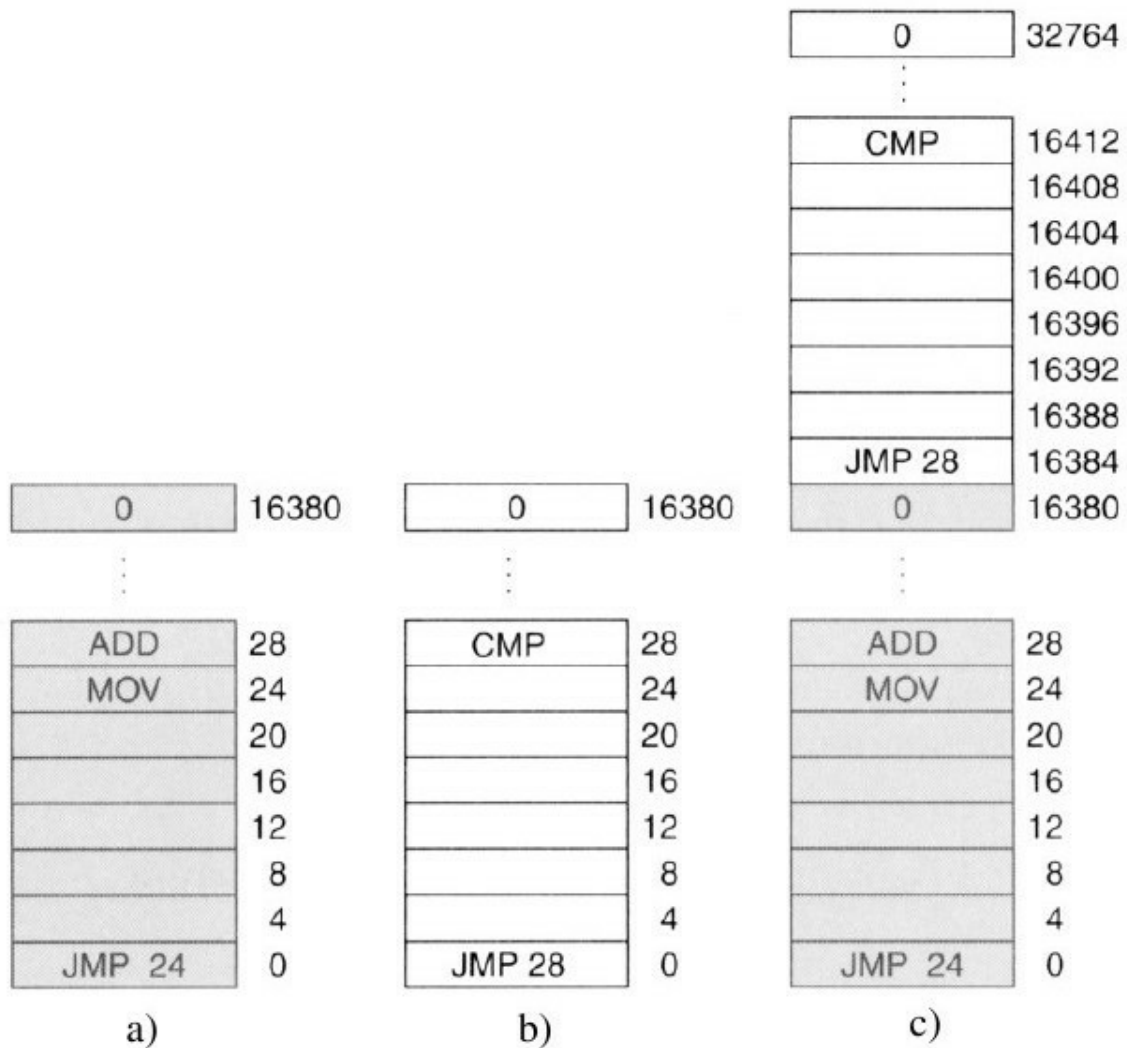 0 32764
CMP 16412
16408
16404
16400
16396
16392
16388
JMP 28 16384
0 16380 0 16380 0 16380
ADD 28 CMP 28 ADD 28
MOV 24 24 MOV 24
20 20 20
16 16 16
12 12 12
8 8 8
4 4 4
JMP 24 0 JMP 28 0 JMP 24 0
a) b) c)